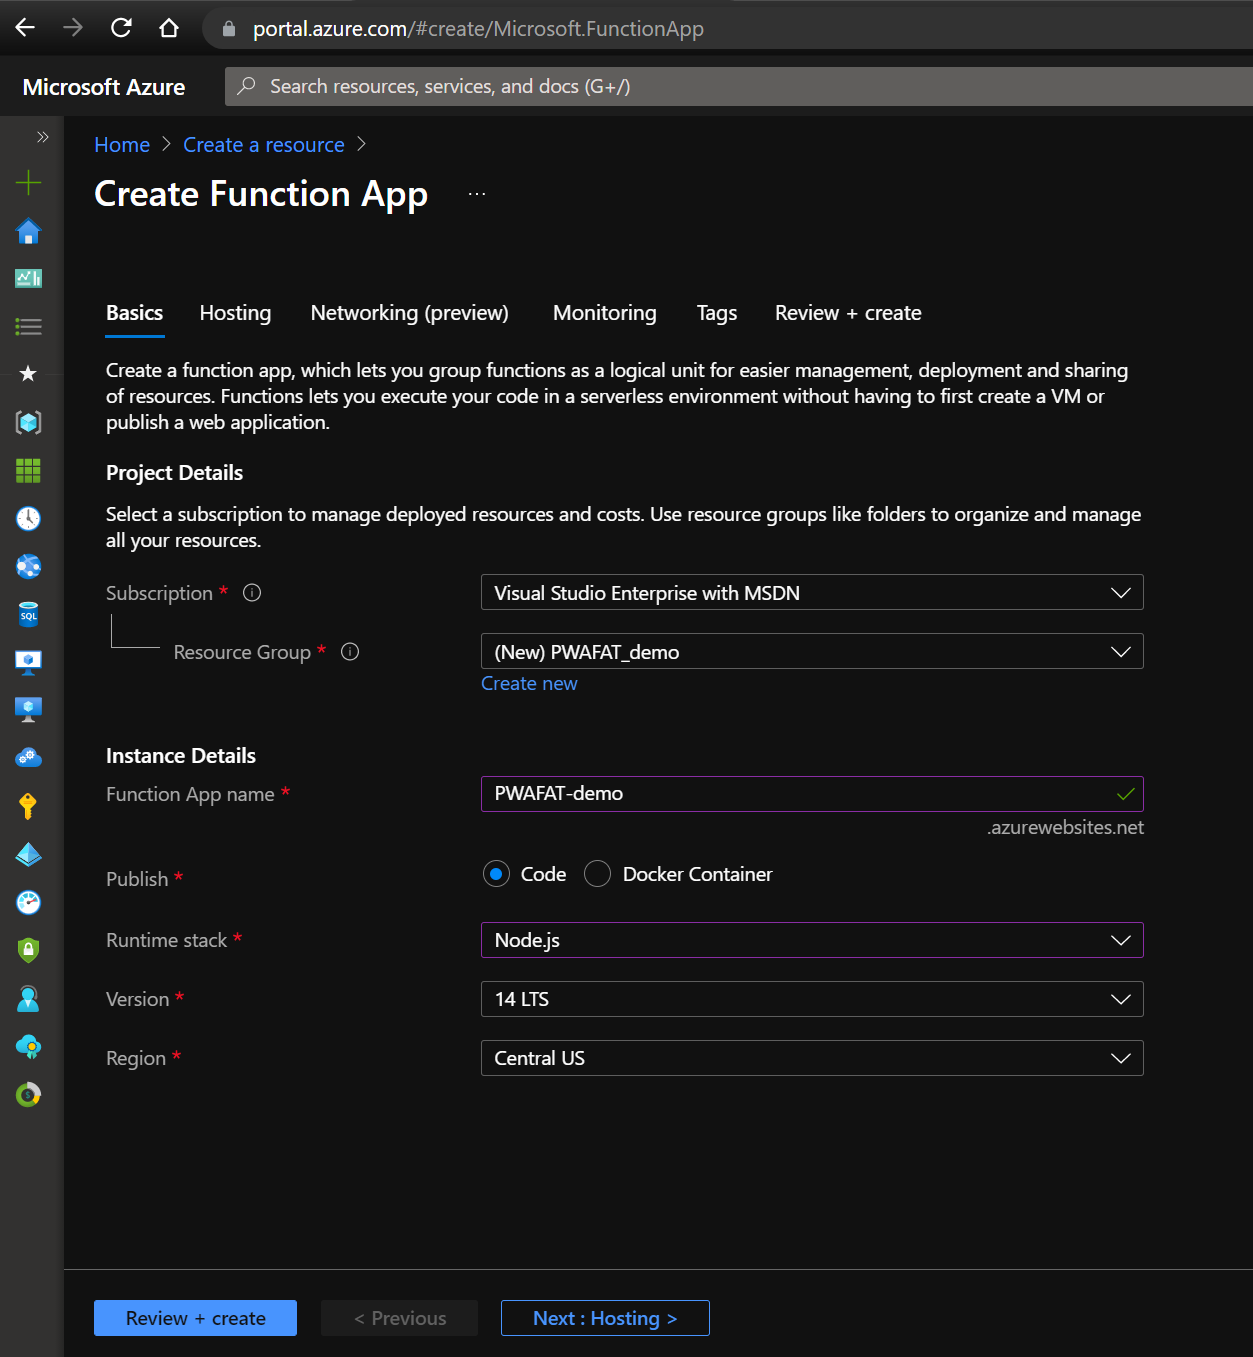 portal.azure.com/#create/Microsoft.FunctionApp
Microsoft Azure
Search resources, services, and docs (G+/)
Home > Create a resource >
Create Function App ...
Basics Hosting Networking (preview) Monitoring Tags Review + create
Create a function app, which lets you group functions as a logical unit for easier management, deployment and sharing
of resources. Functions lets you execute your code in a serverless environment without having to first create a VM or
publish a web application.
Project Details
Select a subscription to manage deployed resources and costs. Use resource groups like folders to organize and manage
all your resources.
Subscription * Visual Studio Enterprise with MSDN
Resource Group * (New) PWAFAT_demo
Create new
Instance Details
Function App name * PWAFAT-demo
.azurewebsites.net
Publish * Code Docker Container
Runtime stack * Node.js
Version * 14 LTS
Region * Central US
Review + create < Previous Next : Hosting >